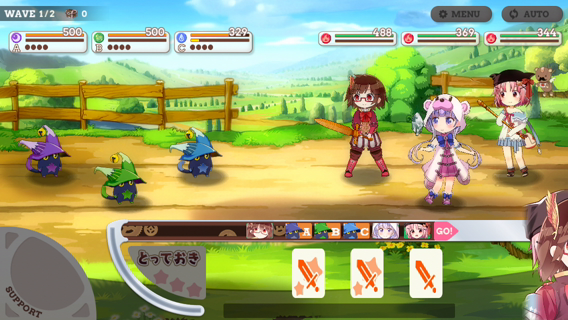 WAVE 1/2 0
MENU
AUTO
500
500
329
488
369
344
A
B
C
A
B
C
GO!
とっておき
SUPPORT